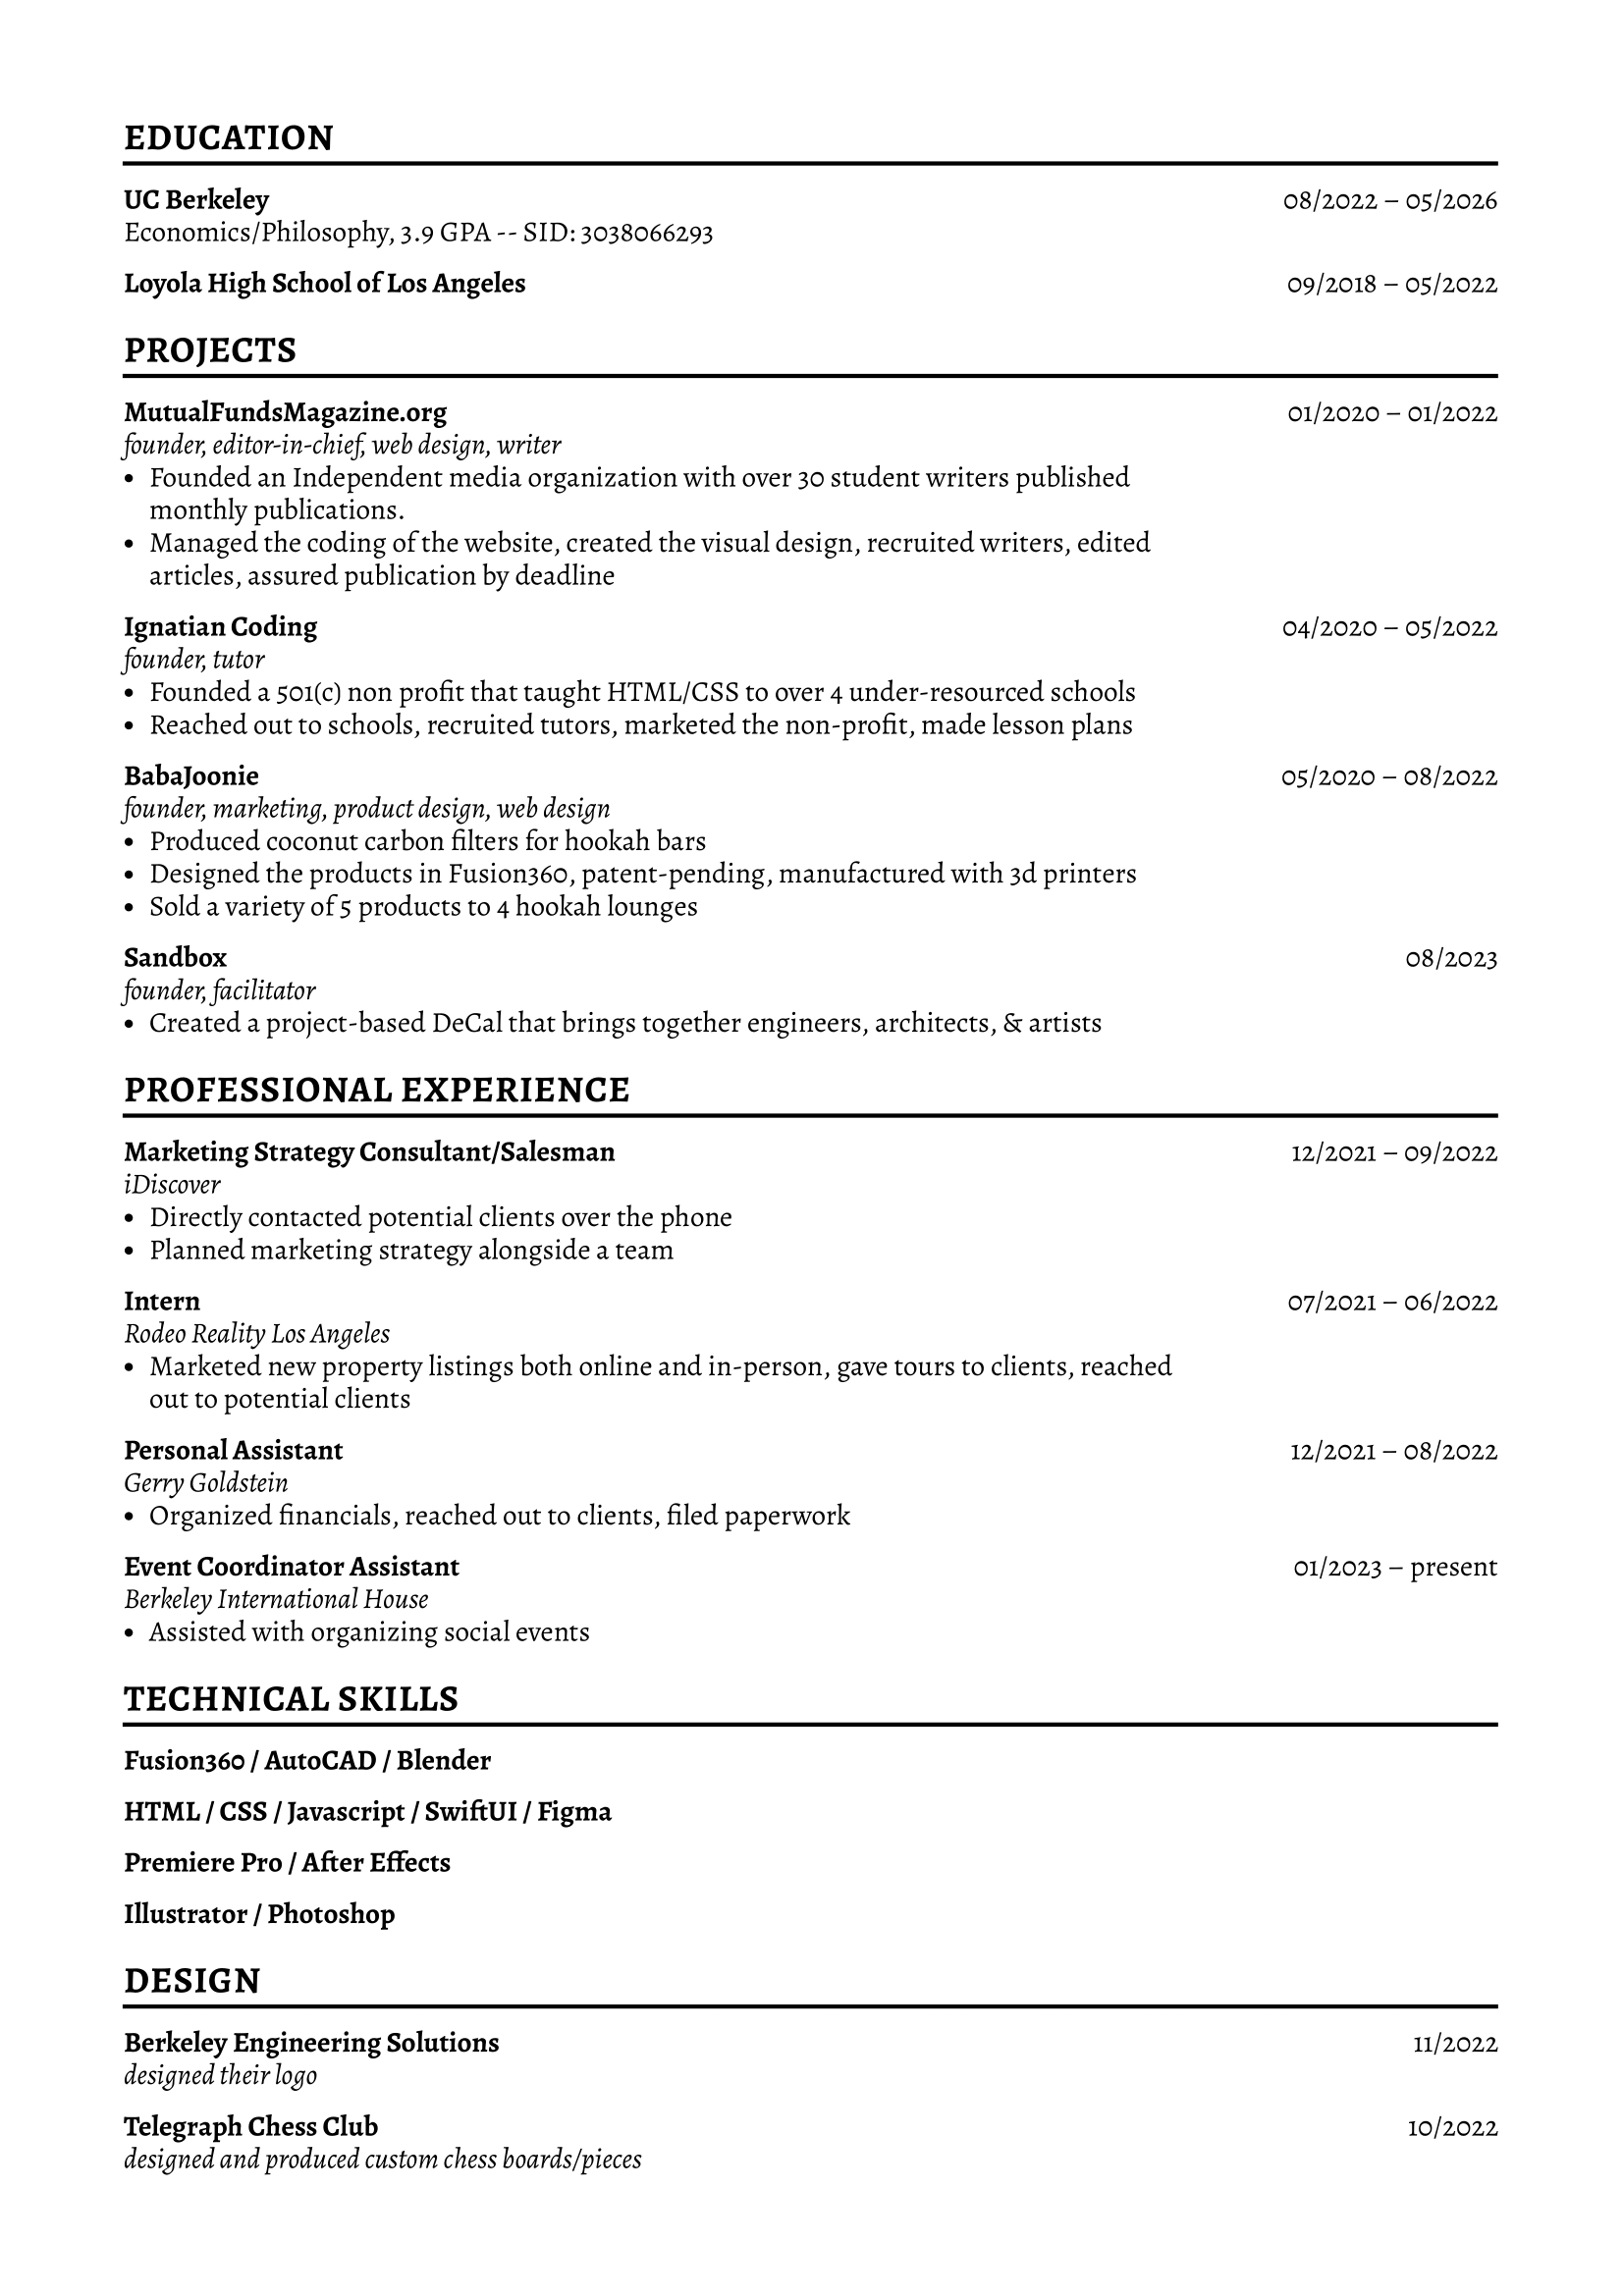 EDUCATION
UC Berkeley 08/2022 – 05/2026
Economics/Philosophy, 3.9 GPA -- SID: 3038066293
Loyola High School of Los Angeles 09/2018 – 05/2022
PROJECTS
MutualFundsMagazine.org 01/2020 – 01/2022
founder, editor-in-chief, web design, writer
• Founded an Independent media organization with over 30 student writers published
monthly publications.
• Managed the coding of the website, created the visual design, recruited writers, edited
articles, assured publication by deadline
Ignatian Coding 04/2020 – 05/2022
founder, tutor
• Founded a 501(c) non profit that taught HTML/CSS to over 4 under-resourced schools
• Reached out to schools, recruited tutors, marketed the non-profit, made lesson plans
BabaJoonie 05/2020 – 08/2022
founder, marketing, product design, web design
• Produced coconut carbon filters for hookah bars
• Designed the products in Fusion360, patent-pending, manufactured with 3d printers
• Sold a variety of 5 products to 4 hookah lounges
Sandbox 08/2023
founder, facilitator
• Created a project-based DeCal that brings together engineers, architects, & artists
PROFESSIONAL EXPERIENCE
Marketing Strategy Consultant/Salesman 12/2021 – 09/2022
iDiscover
• Directly contacted potential clients over the phone
• Planned marketing strategy alongside a team
Intern 07/2021 – 06/2022
Rodeo Reality Los Angeles
• Marketed new property listings both online and in-person, gave tours to clients, reached
out to potential clients
Personal Assistant 12/2021 – 08/2022
Gerry Goldstein
• Organized financials, reached out to clients, filed paperwork
Event Coordinator Assistant 01/2023 – present
Berkeley International House
• Assisted with organizing social events
TECHNICAL SKILLS
Fusion360 / AutoCAD / Blender
HTML / CSS / Javascript / SwiftUI / Figma
Premiere Pro / After Effects
Illustrator / Photoshop
DESIGN
Berkeley Engineering Solutions 11/2022
designed their logo
Telegraph Chess Club 10/2022
designed and produced custom chess boards/pieces